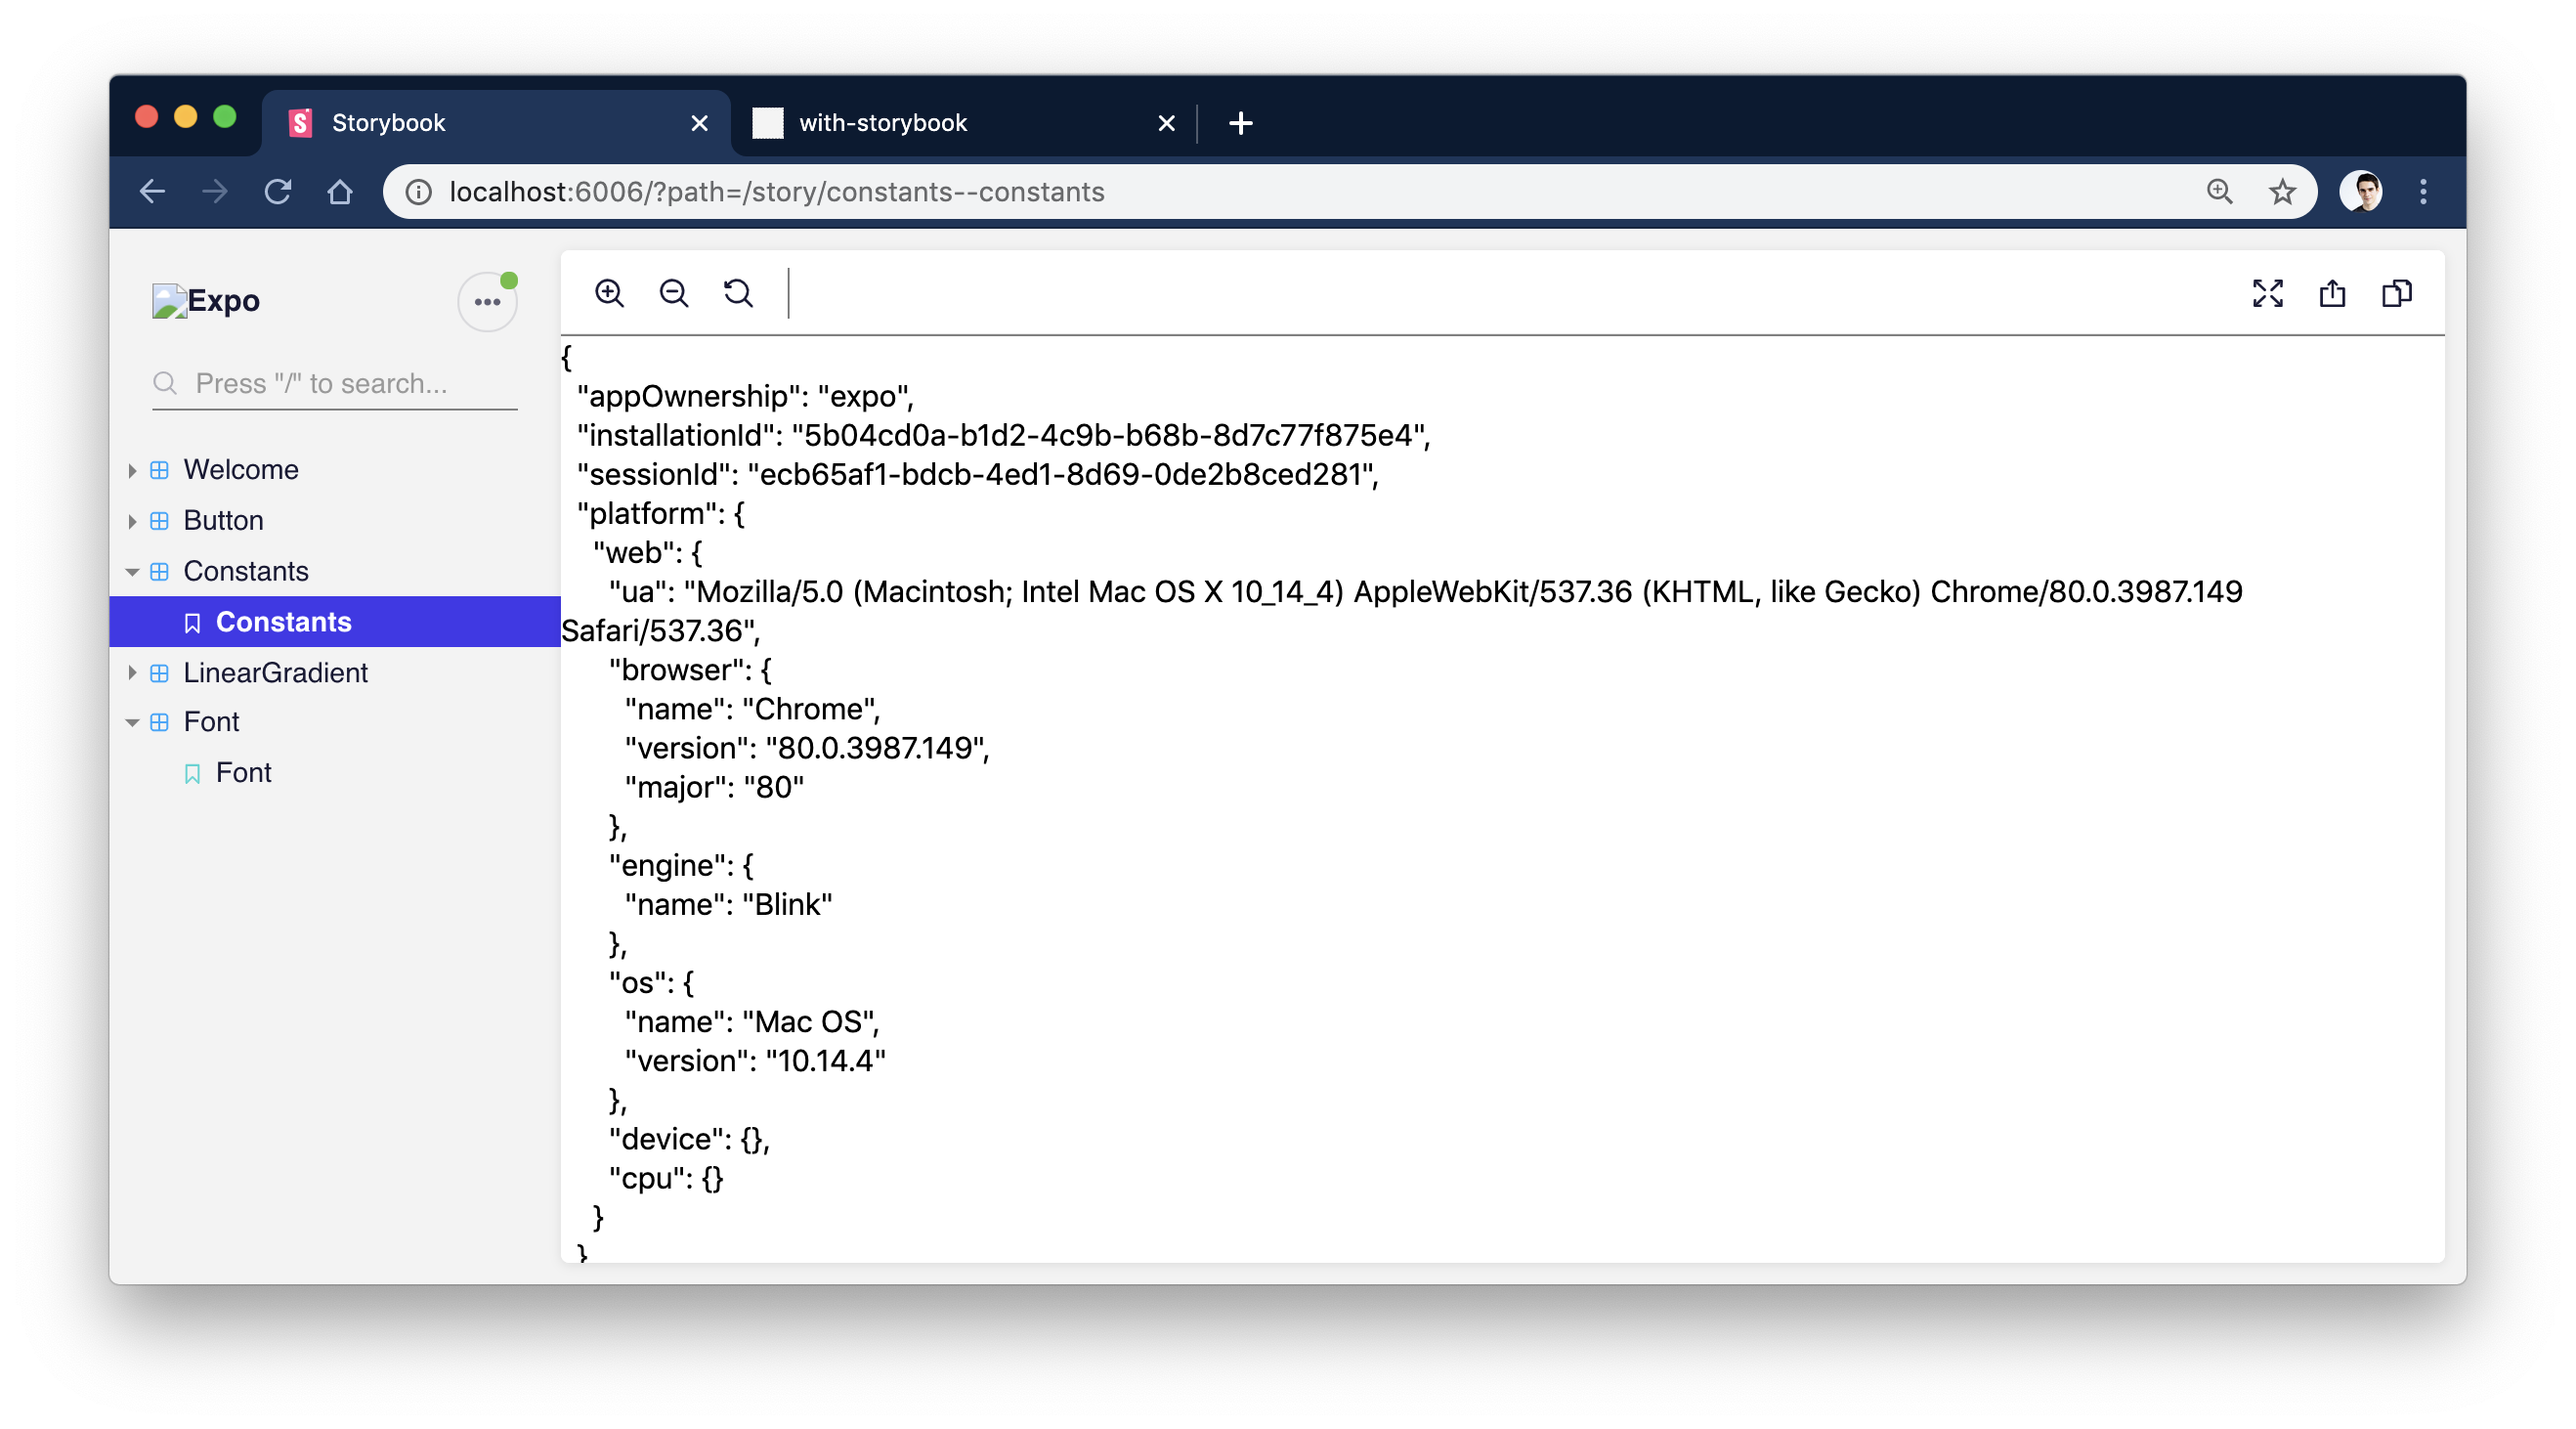 Storybook
with-storybook
localhost:6006/?path=/story/constants--constants
Expo
Press "/" to search...
Welcome
Button
Constants
Constants
LinearGradient
Font
Font
{
"appOwnership": "expo",
"installationId": "5b04cd0a-b1d2-4c9b-b68b-8d7c77f875e4",
"sessionId": "ecb65af1-bdcb-4ed1-8d69-0de2b8ced281",
"platform": {
"web": {
"ua": "Mozilla/5.0 (Macintosh; Intel Mac OS X 10_14_4) AppleWebKit/537.36 (KHTML, like Gecko) Chrome/80.0.3987.149
Safari/537.36",
"browser": {
"name": "Chrome",
"version": "80.0.3987.149",
"major": "80"
},
"engine": {
"name": "Blink"
},
"os": {
"name": "Mac OS",
"version": "10.14.4"
},
"device": {},
"cpu": {}
}
}